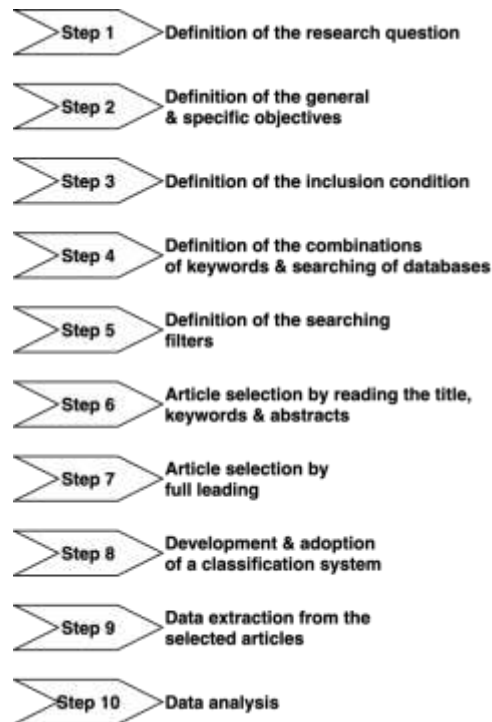 Step 1 Definition of the research question
Step 2 Definition of the general
& specific objectives
Step 3 Definition of the inclusion condition
Step 4 Definition of the combinations
of keywords & searching of databases
Step 5 Definition of the searching
filters
Step 6 Article selection by reading the title,
keywords & abstracts
Step 7 Article selection by
full leading
Step 8 Development & adoption
of a classification system
Step 9 Data extraction from the
selected articles
Step 10 Data analysis